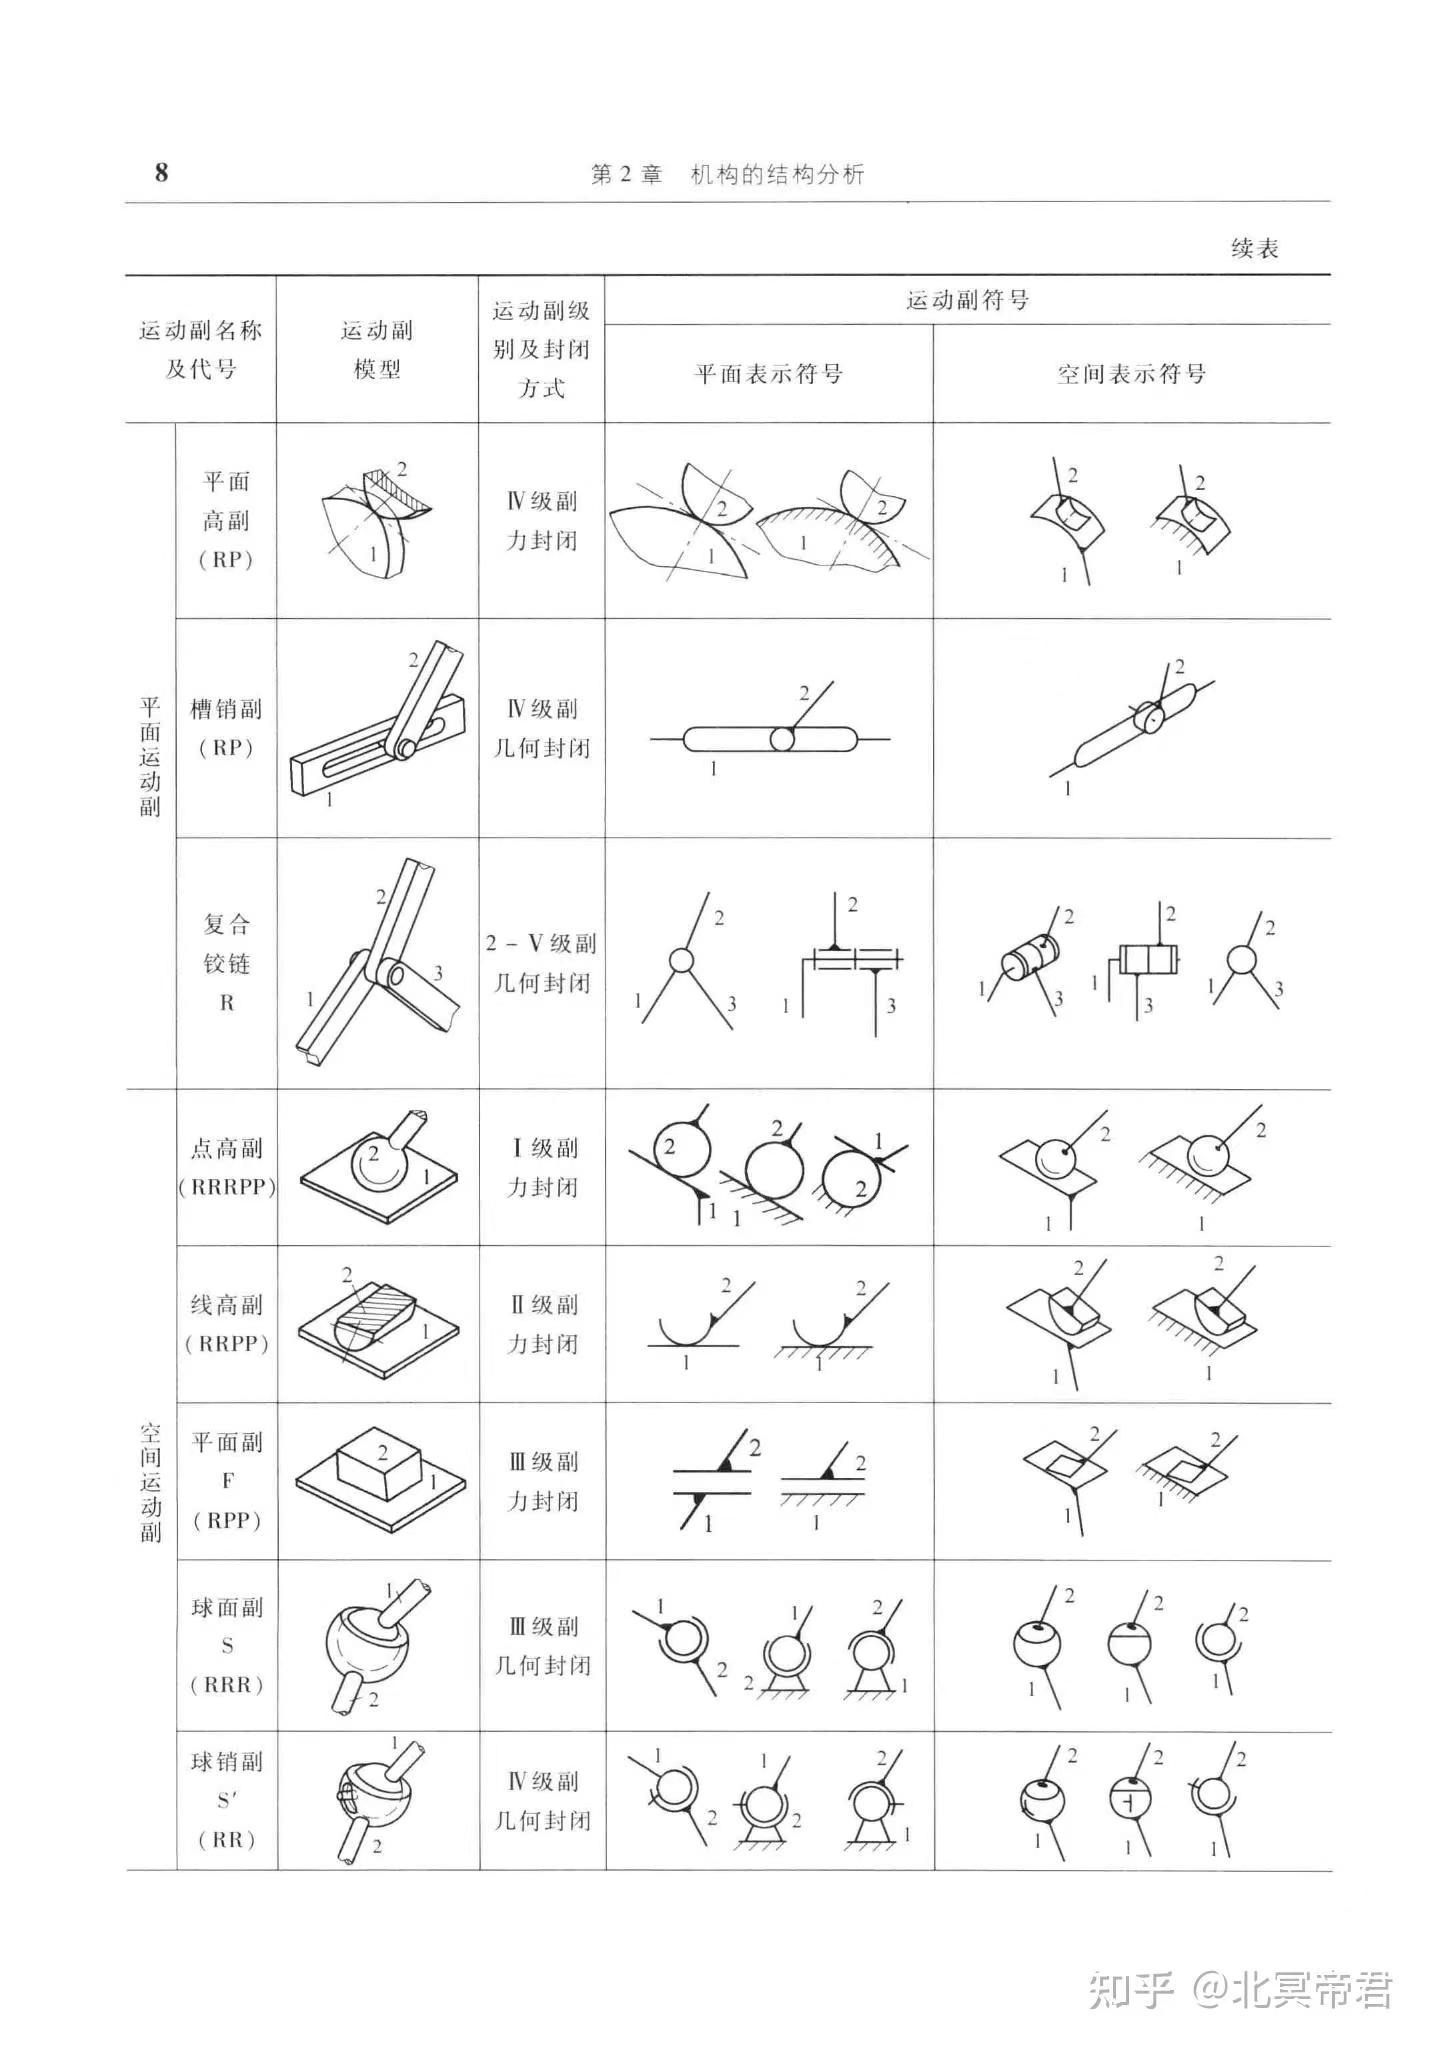 8
第 2 章 机构的结构分析
续表
运动副名称
及代号
运动副
模型
运动副级
别及封闭
方式
运动副符号
平面表示符号
空间表示符号
平面运动副
平面
高副
(RP)
2
1
Ⅳ级副
力封闭
2
1
2
1
2
1
2
1
槽销副
(RP)
2
1
Ⅳ级副
几何封闭
2
1
2
1
复合
铰链
R
2
1
3
2 - Ⅴ级副
几何封闭
2
1
3
2
1
3
2
1
3
2
1
3
2
1
3
空间运动副
点高副
(RRRPP)
2
1
Ⅰ级副
力封闭
2
1
2
1
1
2
2
1
2
1
线高副
(RRPP)
2
1
Ⅱ级副
力封闭
2
1
2
1
2
1
2
1
平面副
F
(RPP)
2
1
Ⅲ级副
力封闭
2
1
2
1
2
1
2
1
球面副
S
(RRR)
1
2
Ⅲ级副
几何封闭
1
2
1
2
2
1
2
1
2
1
2
1
球销副
S′
(RR)
1
2
Ⅳ级副
几何封闭
1
2
1
2
2
1
2
1
2
1
2
1
知乎 @北冥帝君